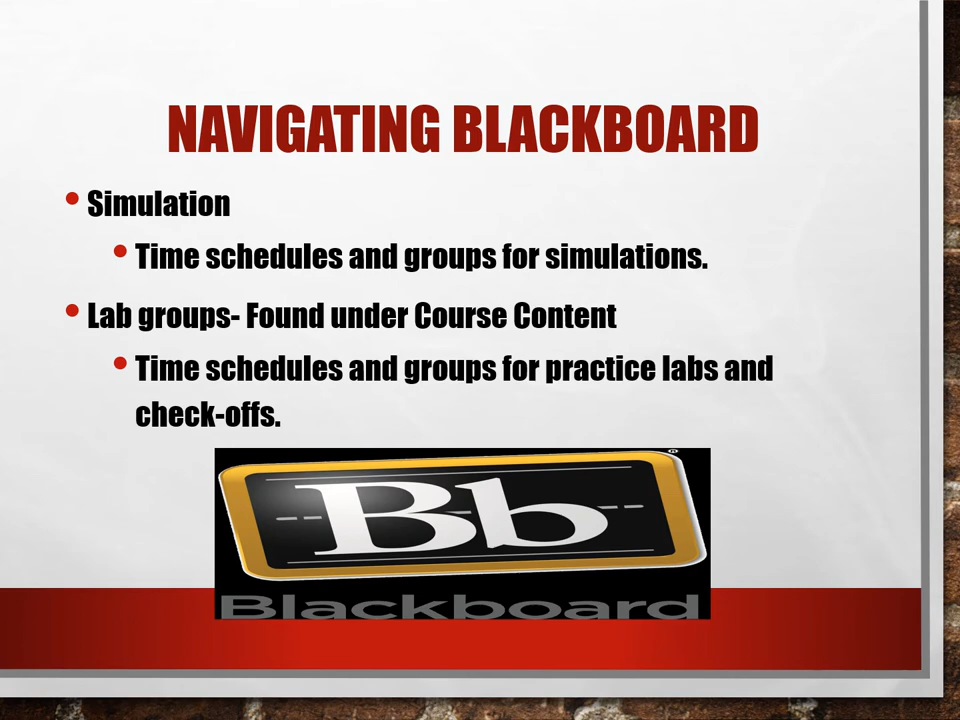 NAVIGATING BLACKBOARD
• Simulation
• Time schedules and groups for simulations.
• Lab groups- Found under Course Content
• Time schedules and groups for practice labs and
check-offs.
Bb
®
Blackboard